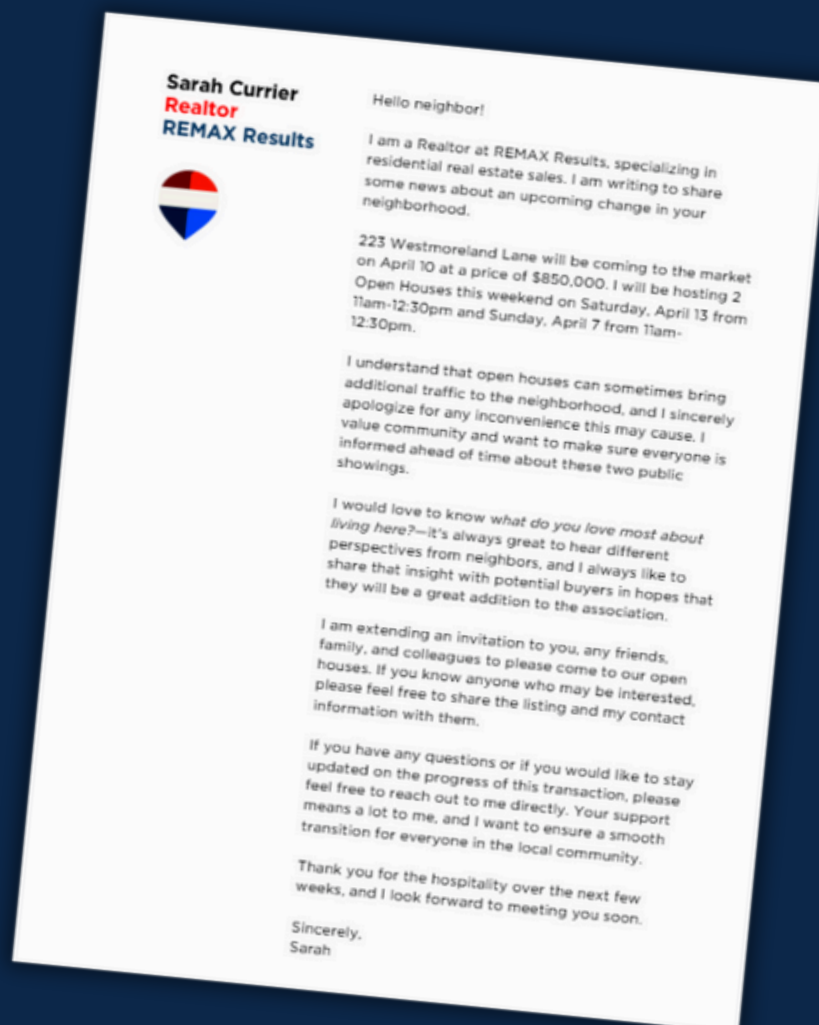 Sarah Currier
Realtor
REMAX Results
Hello neighbor!
I am a Realtor at REMAX Results, specializing in
residential real estate sales. I am writing to share
some news about an upcoming change in your
neighborhood.
223 Westmoreland Lane will be coming to the market
on April 10 at a price of $850,000. I will be hosting 2
Open Houses this weekend on Saturday, April 13 from
11am-12:30pm and Sunday, April 7 from 11am-
12:30pm.
I understand that open houses can sometimes bring
additional traffic to the neighborhood, and I sincerely
apologize for any inconvenience this may cause. I
value community and want to make sure everyone is
informed ahead of time about these two public
showings.
I would love to know what do you love most about
living here?—it's always great to hear different
perspectives from neighbors, and I always like to
share that insight with potential buyers in hopes that
they will be a great addition to the association.
I am extending an invitation to you, any friends,
family, and colleagues to please come to our open
houses. If you know anyone who may be interested,
please feel free to share the listing and my contact
information with them.
If you have any questions or if you would like to stay
updated on the progress of this transaction, please
feel free to reach out to me directly. Your support
means a lot to me, and I want to ensure a smooth
transition for everyone in the local community.
Thank you for the hospitality over the next few
weeks, and I look forward to meeting you soon.
Sincerely,
Sarah